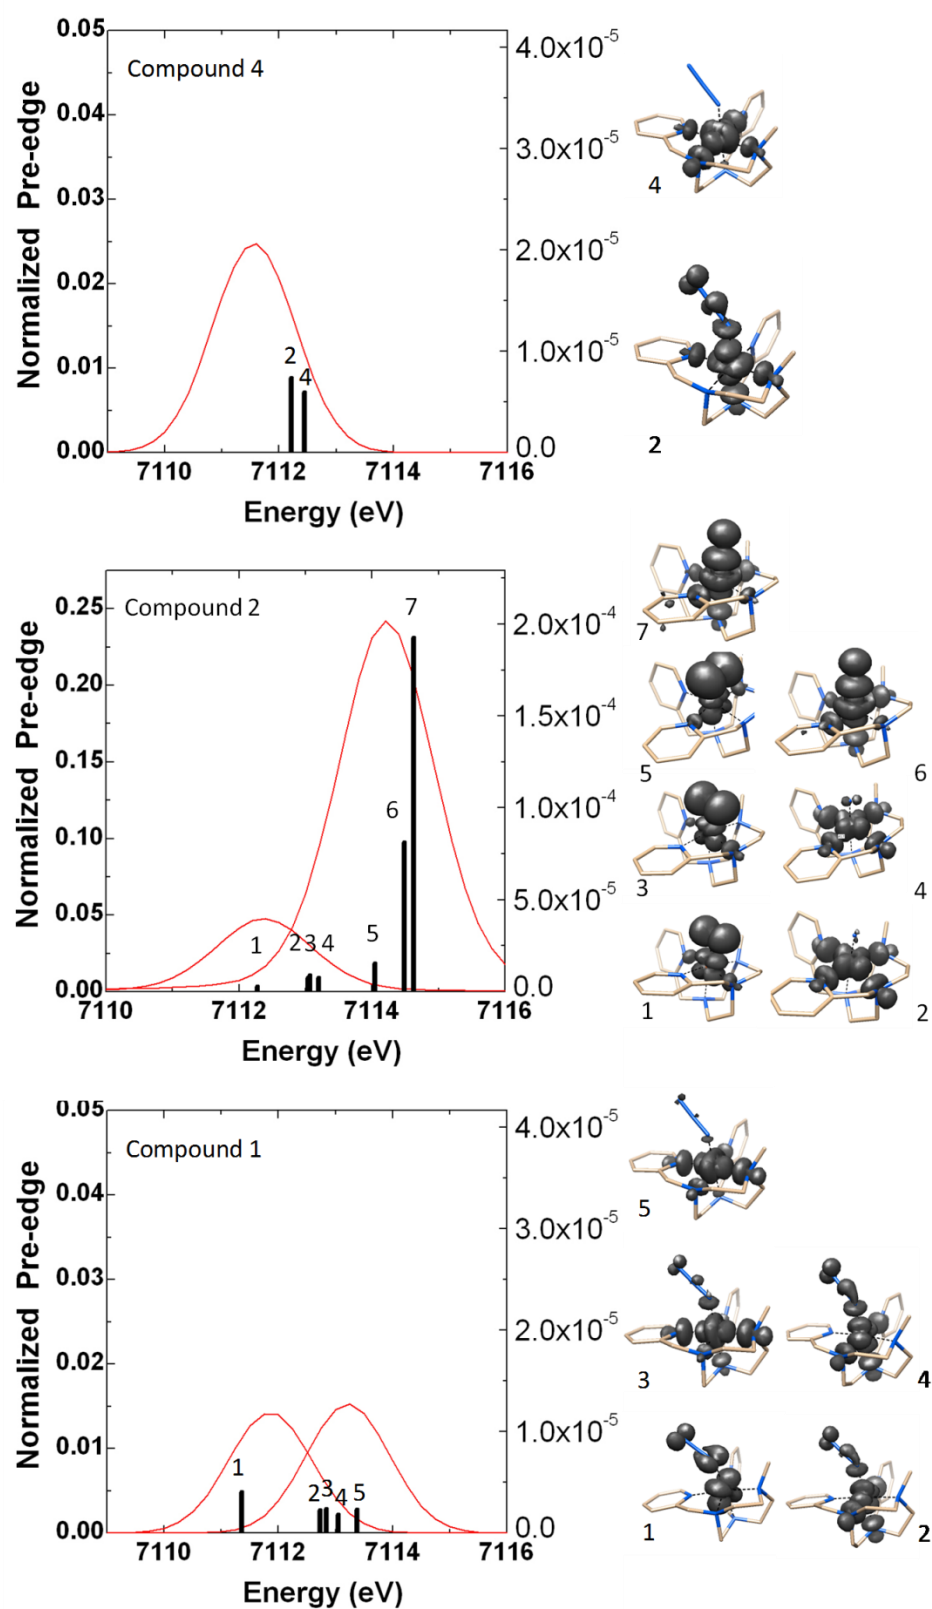 Compound 4
Normalized Pre-edge
0.05
0.04
0.03
0.02
0.01
0.00
4.0x10⁻⁵
3.0x10⁻⁵
2.0x10⁻⁵
1.0x10⁻⁵
0.0
2
4
7110
7112
7114
7116
Energy (eV)
4
2
Compound 2
Normalized Pre-edge
0.25
0.20
0.15
0.10
0.05
0.00
2.0x10⁻⁴
1.5x10⁻⁴
1.0x10⁻⁴
5.0x10⁻⁵
0.0
1
2
3
4
5
6
7
7110
7112
7114
7116
Energy (eV)
7
5
6
3
4
1
2
Compound 1
Normalized Pre-edge
0.05
0.04
0.03
0.02
0.01
0.00
4.0x10⁻⁵
3.0x10⁻⁵
2.0x10⁻⁵
1.0x10⁻⁵
0.0
1
2
3
4
5
7110
7112
7114
7116
Energy (eV)
5
3
4
1
2